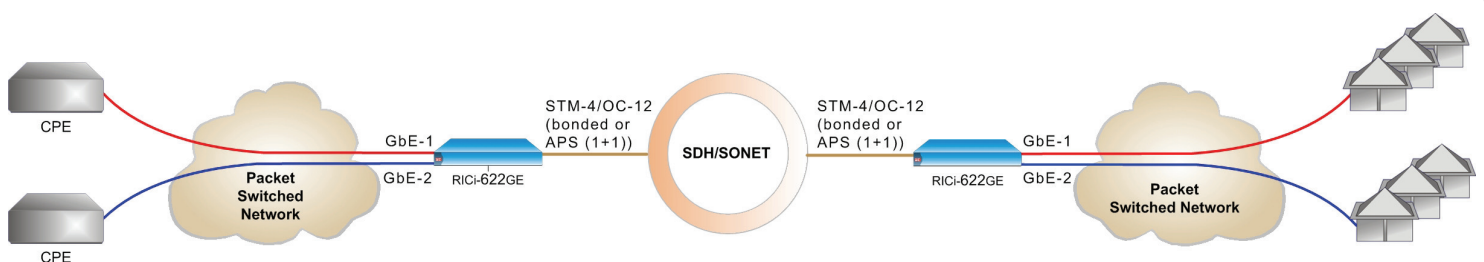 CPE
CPE
Packet
Switched
Network
GbE-1
GbE-2
RICi-622GE
STM-4/OC-12
(bonded or
APS (1+1))
SDH/SONET
STM-4/OC-12
(bonded or
APS (1+1))
RICi-622GE
GbE-1
GbE-2
Packet
Switched Network